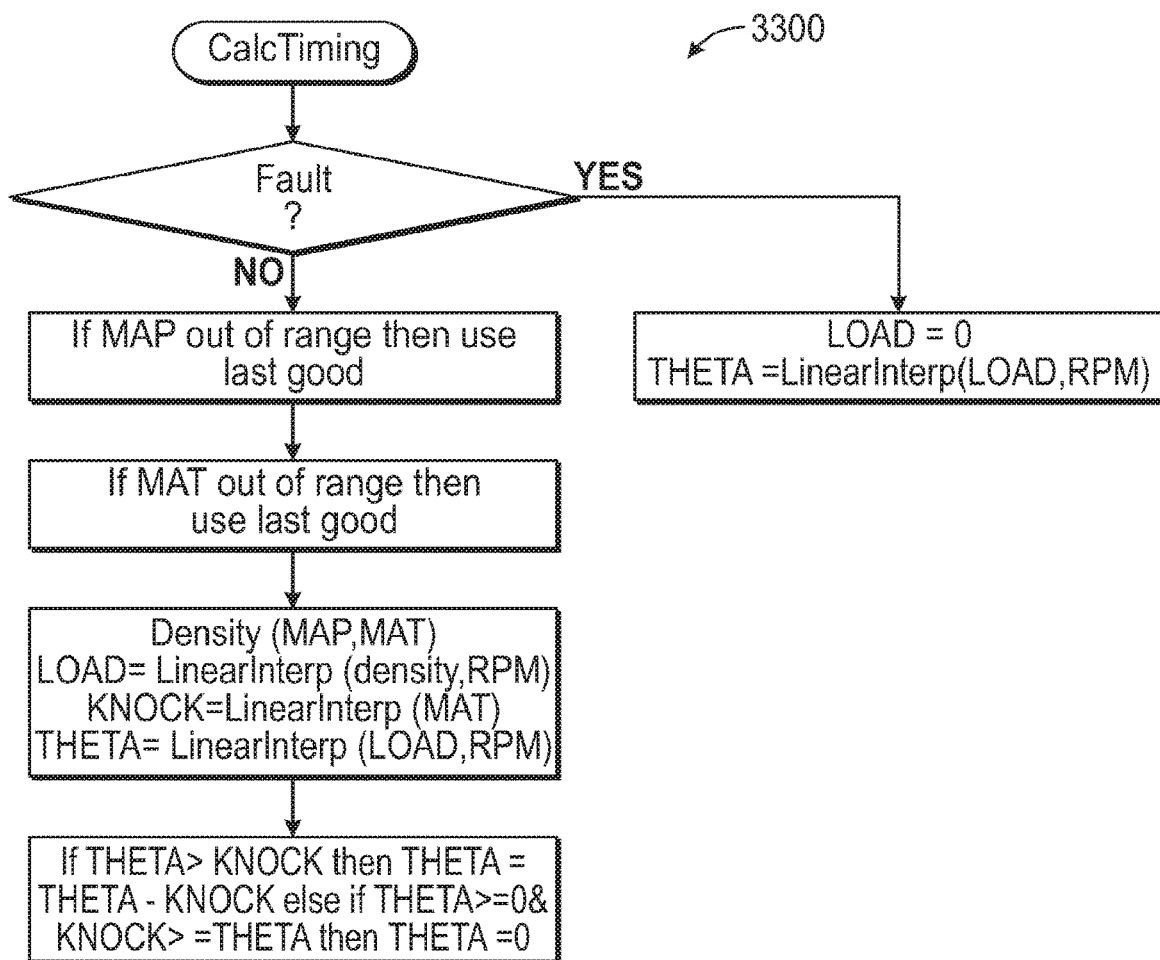 CalcTiming
3300
Fault
?
YES
NO
If MAP out of range then use
last good
LOAD = 0
THETA =LinearInterp(LOAD,RPM)
If MAT out of range then
use last good
Density (MAP,MAT)
LOAD= LinearInterp (density,RPM)
KNOCK=LinearInterp (MAT)
THETA= LinearInterp (LOAD,RPM)
If THETA> KNOCK then THETA =
THETA - KNOCK else if THETA>=0&
KNOCK> =THETA then THETA =0